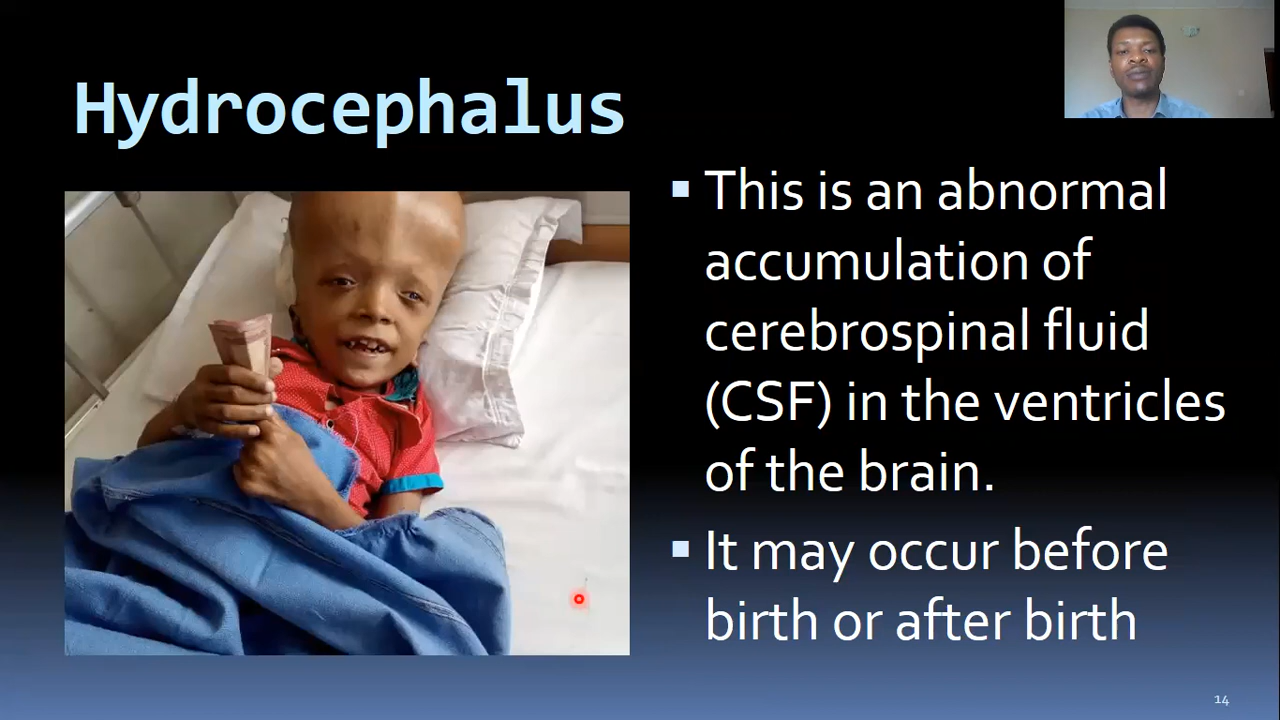 Hydrocephalus
This is an abnormal
accumulation of
cerebrospinal fluid
(CSF) in the ventricles
of the brain.
It may occur before
birth or after birth
14